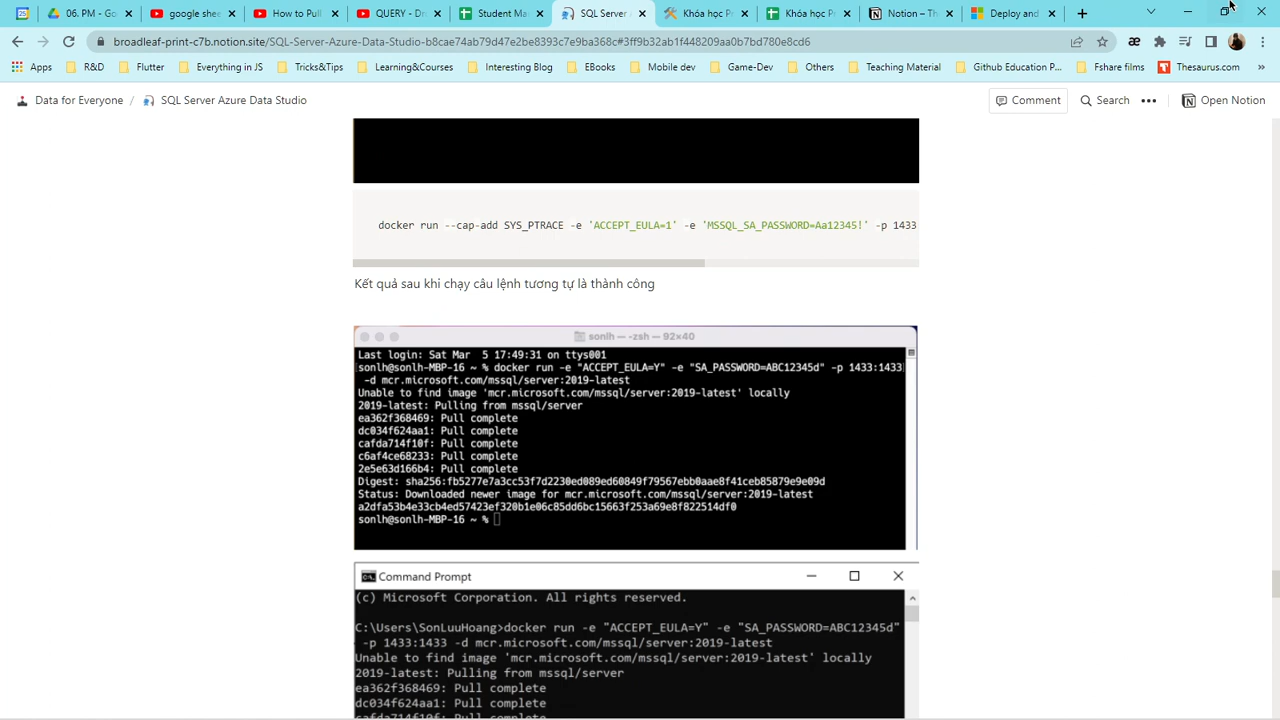 06. M
google sheet
How to Pull
QUERY - Dr
Student Ma
SQL Server
Khóa học P
Khóa học P
Notion – Th
Deploy and
broadleaf-print-c7b.notion.site/SQL-Server-Azure-Data-Studio-b8cae74ab79d47e2be8393c7e9ba368c#3ff9b32ab1f448209aa0b7bd780e8cd6
Apps
R&D
Flutter
Everything in JS
Tricks&Tips
Learning&Courses
Interesting Blog
EBooks
Mobile dev
Game-Dev
Others
Teaching Material
Github Education P...
Fshare films
Thesaurus.com
»
Data for Everyone / SQL Server Azure Data Studio
Comment
Search
Open Notion
docker run --cap-add SYS_PTRACE -e 'ACCEPT_EULA=1' -e 'MSSQL_SA_PASSWORD=Aa12345!' -p 1433
Kết quả sau khi chạy câu lệnh tương tự là thành công
sonlh — -zsh — 92×40
Last login: Sat Mar  5 17:49:31 on ttys001
sonlh@sonlh-MBP-16 ~ % docker run -e "ACCEPT_EULA=Y" -e "SA_PASSWORD=ABC12345d" -p 1433:1433
-d mcr.microsoft.com/mssql/server:2019-latest
Unable to find image 'mcr.microsoft.com/mssql/server:2019-latest' locally
2019-latest: Pulling from mssql/server
ea362f368469: Pull complete
dc034f624aa1: Pull complete
cafda714f10f: Pull complete
c6af4ce68233: Pull complete
2e5e63d166b4: Pull complete
Digest: sha256:fb5277e7a3cc53f7d2230ed089ed60849f79567ebb0aae8f41ceb85879e9e09d
Status: Downloaded newer image for mcr.microsoft.com/mssql/server:2019-latest
a2dfa53b4e33cb4ed57423ef320b1e06c85dd6bc15663f253a69e8f822514df0
sonlh@sonlh-MBP-16 ~ %
Command Prompt
(c) Microsoft Corporation. All rights reserved.
C:\Users\SonLuuHoang>docker run -e "ACCEPT_EULA=Y" -e "SA_PASSWORD=ABC12345d"
-p 1433:1433 -d mcr.microsoft.com/mssql/server:2019-latest
Unable to find image 'mcr.microsoft.com/mssql/server:2019-latest' locally
2019-latest: Pulling from mssql/server
ea362f368469: Pull complete
dc034f624aa1: Pull complete
cafda714f10f: Pull complete